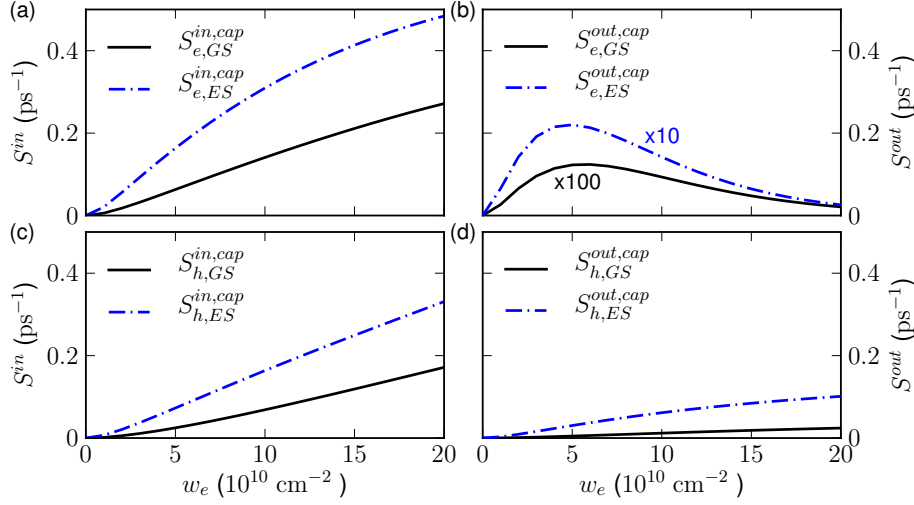 (a)
0.4
0.2
0
S^{in} (ps^{-1})
S^{in,cap}_{e,GS}
S^{in,cap}_{e,ES}
(b)
S^{out,cap}_{e,GS}
S^{out,cap}_{e,ES}
x10
x100
0.4
0.2
0
S^{out} (ps^{-1})
(c)
0.4
0.2
0
S^{in} (ps^{-1})
S^{in,cap}_{h,GS}
S^{in,cap}_{h,ES}
0 5 10 15 20
w_e (10^{10} cm^{-2} )
(d)
S^{out,cap}_{h,GS}
S^{out,cap}_{h,ES}
0.4
0.2
0
S^{out} (ps^{-1})
0 5 10 15 20
w_e (10^{10} cm^{-2} )